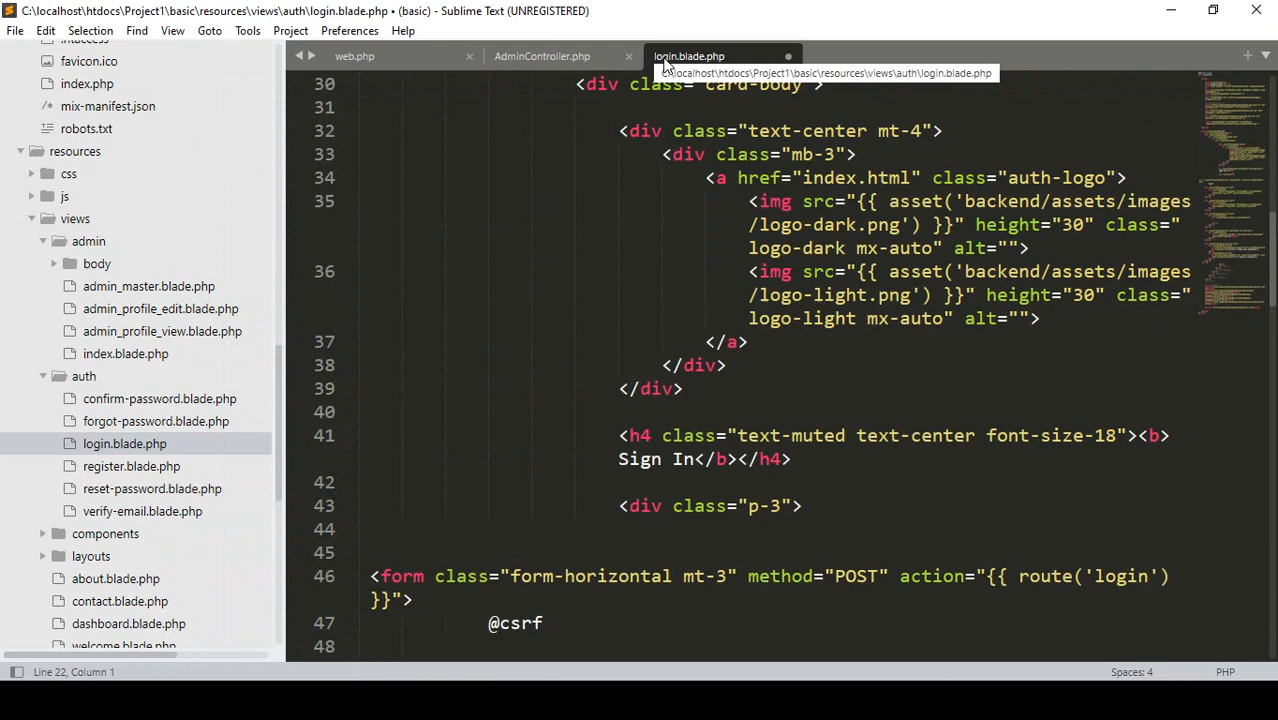 C:\localhost\htdocs\Project1\basic\resources\views\auth\login.blade.php • (basic) - Sublime Text (UNREGISTERED)
File Edit Selection Find View Goto Tools Project Preferences Help
web.php × AdminController.php × login.blade.php
C:\localhost\htdocs\Project1\basic\resources\views\auth\login.blade.php
favicon.ico
index.php
mix-manifest.json
robots.txt
resources
css
js
views
admin
body
admin_master.blade.php
admin_profile_edit.blade.php
admin_profile_view.blade.php
index.blade.php
auth
confirm-password.blade.php
forgot-password.blade.php
login.blade.php
register.blade.php
reset-password.blade.php
verify-email.blade.php
components
layouts
about.blade.php
contact.blade.php
dashboard.blade.php
welcome.blade.php
30 <div class="card-body">
31
32 <div class="text-center mt-4">
33 <div class="mb-3">
34 <a href="index.html" class="auth-logo">
35 <img src="{{ asset('backend/assets/images
/logo-dark.png') }}" height="30" class="
logo-dark mx-auto" alt="">
36 <img src="{{ asset('backend/assets/images
/logo-light.png') }}" height="30" class="
logo-light mx-auto" alt="">
37 </a>
38 </div>
39 </div>
40
41 <h4 class="text-muted text-center font-size-18"><b>
Sign In</b></h4>
42
43 <div class="p-3">
44
45
46 <form class="form-horizontal mt-3" method="POST" action="{{ route('login')
}}">
47 @csrf
48
Line 22, Column 1 Spaces: 4 PHP